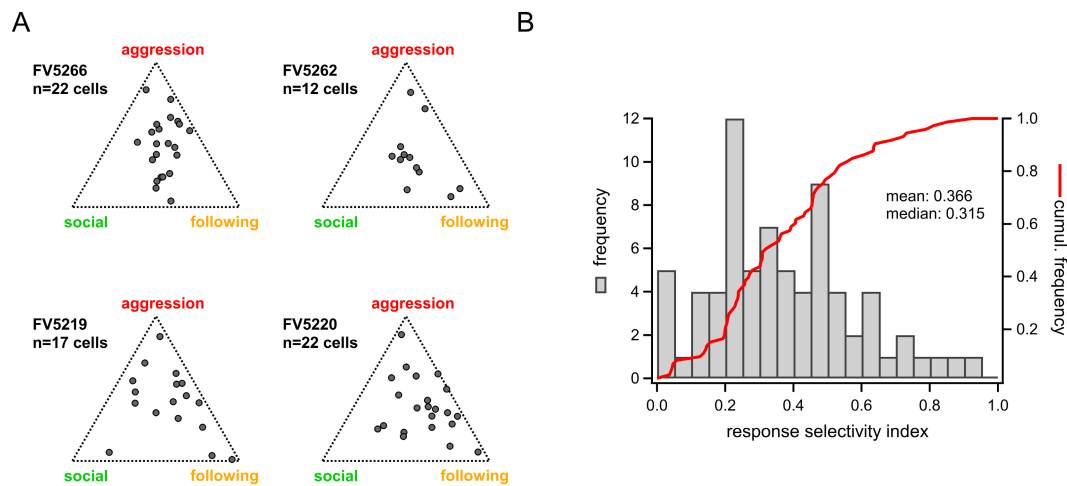 A
aggression
FV5266
n=22 cells
social
following
aggression
FV5262
n=12 cells
social
following
aggression
FV5219
n=17 cells
social
following
aggression
FV5220
n=22 cells
social
following
B
frequency
12
10
8
6
4
2
0
0.0
0.2
0.4
0.6
0.8
1.0
response selectivity index
mean: 0.366
median: 0.315
1.0
0.8
0.6
0.4
0.2
cumul. frequency